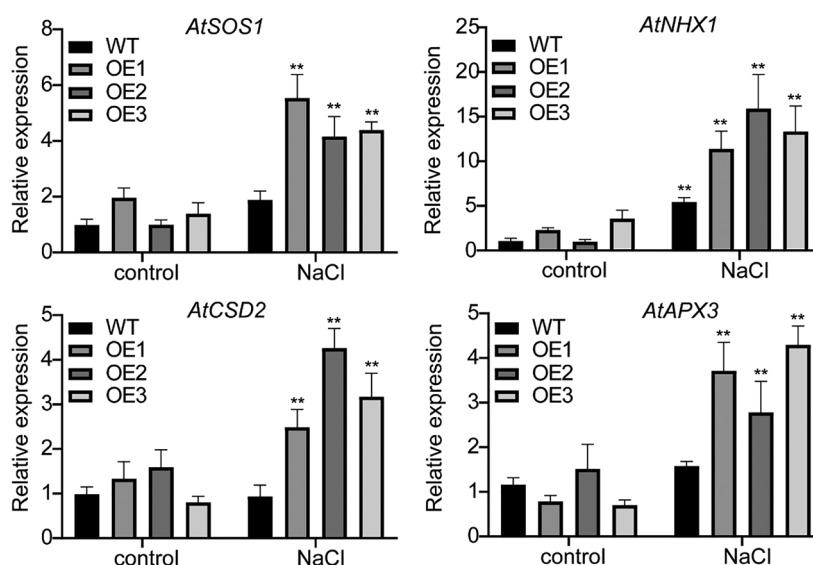 AtSOS1
Relative expression
8
6
4
2
0
WT
OE1
OE2
OE3
**
**
**
control
NaCl
AtNHX1
Relative expression
25
20
15
10
5
0
WT
OE1
OE2
OE3
**
**
**
**
control
NaCl
AtCSD2
Relative expression
5
4
3
2
1
0
WT
OE1
OE2
OE3
**
**
**
control
NaCl
AtAPX3
Relative expression
5
4
3
2
1
0
WT
OE1
OE2
OE3
**
**
**
control
NaCl